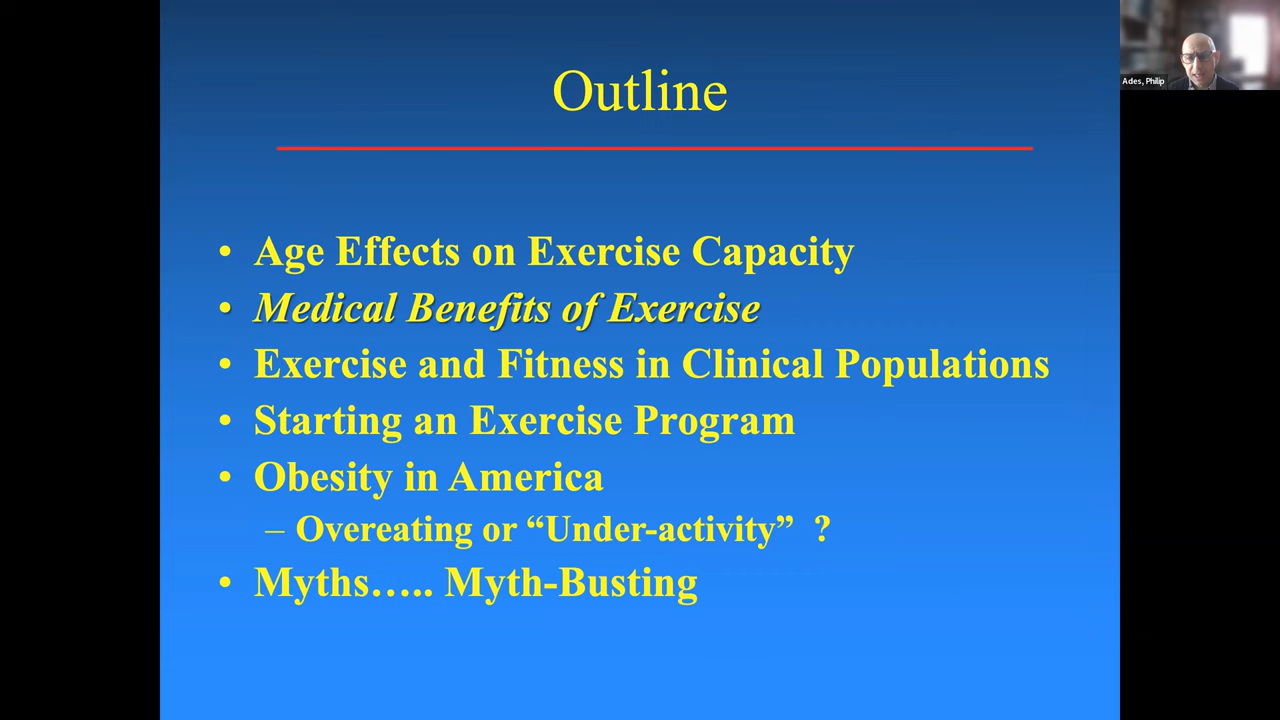 Outline
Ades, Philip
• Age Effects on Exercise Capacity
• Medical Benefits of Exercise
• Exercise and Fitness in Clinical Populations
• Starting an Exercise Program
• Obesity in America
– Overeating or “Under-activity” ?
• Myths….. Myth-Busting